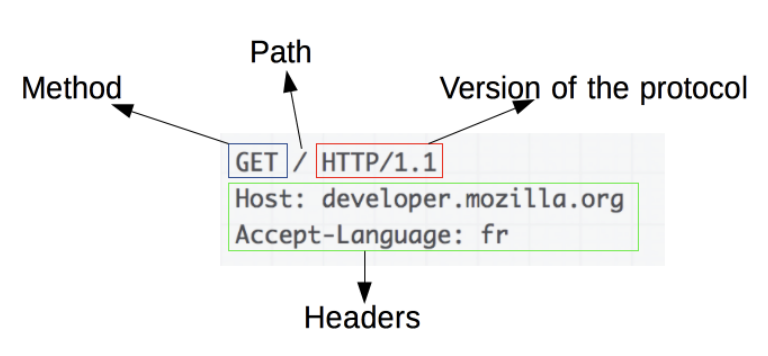 Path
Method
Version of the protocol
GET / HTTP/1.1
Host: developer.mozilla.org
Accept-Language: fr
Headers